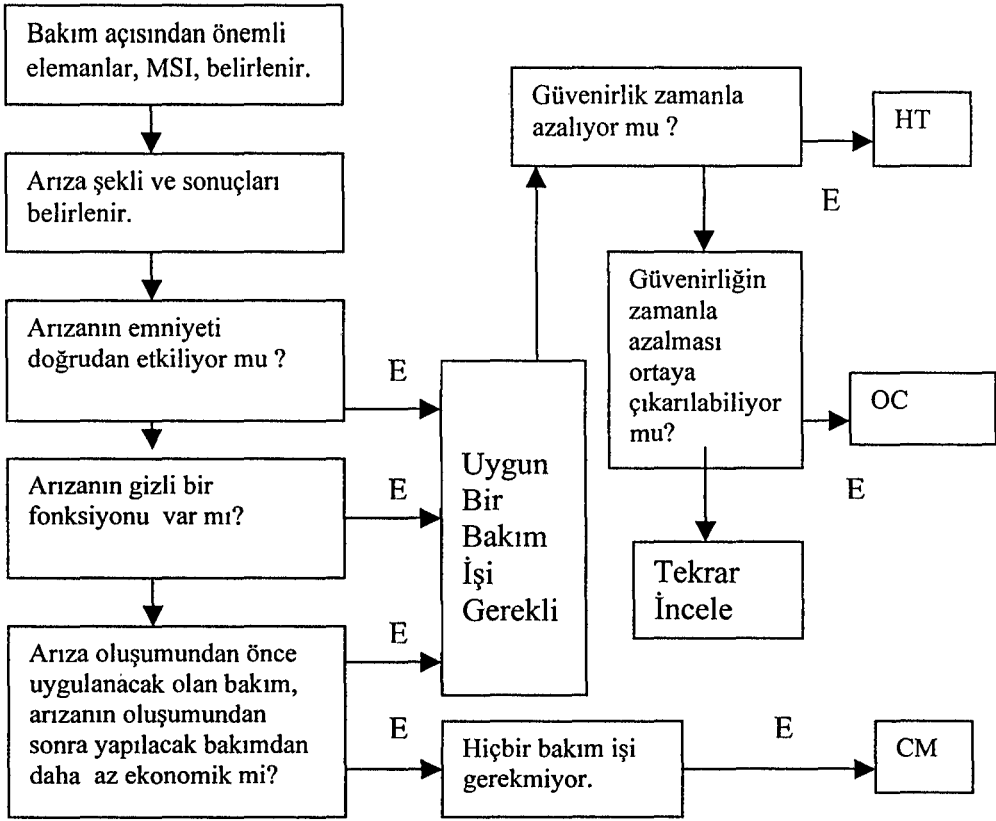 Bakım açısından önemli
elemanlar, MSI, belirlenir.
Arıza şekli ve sonuçları
belirlenir.
Arızanın emniyeti
doğrudan etkiliyor mu ?
E
Arızanın gizli bir
fonksiyonu var mı?
E
Arıza oluşumundan önce
uygulanacak olan bakım,
arızanın oluşumundan
sonra yapılacak bakımdan
daha az ekonomik mi?
E
E
Uygun
Bir
Bakım
İşi
Gerekli
Hiçbir bakım işi
gerekmiyor.
E
CM
Güvenirlik zamanla
azalıyor mu ?
E
HT
Güvenirliğin
zamanla
azalması
ortaya
çıkarılabiliyor
mu?
E
OC
Tekrar
İncele